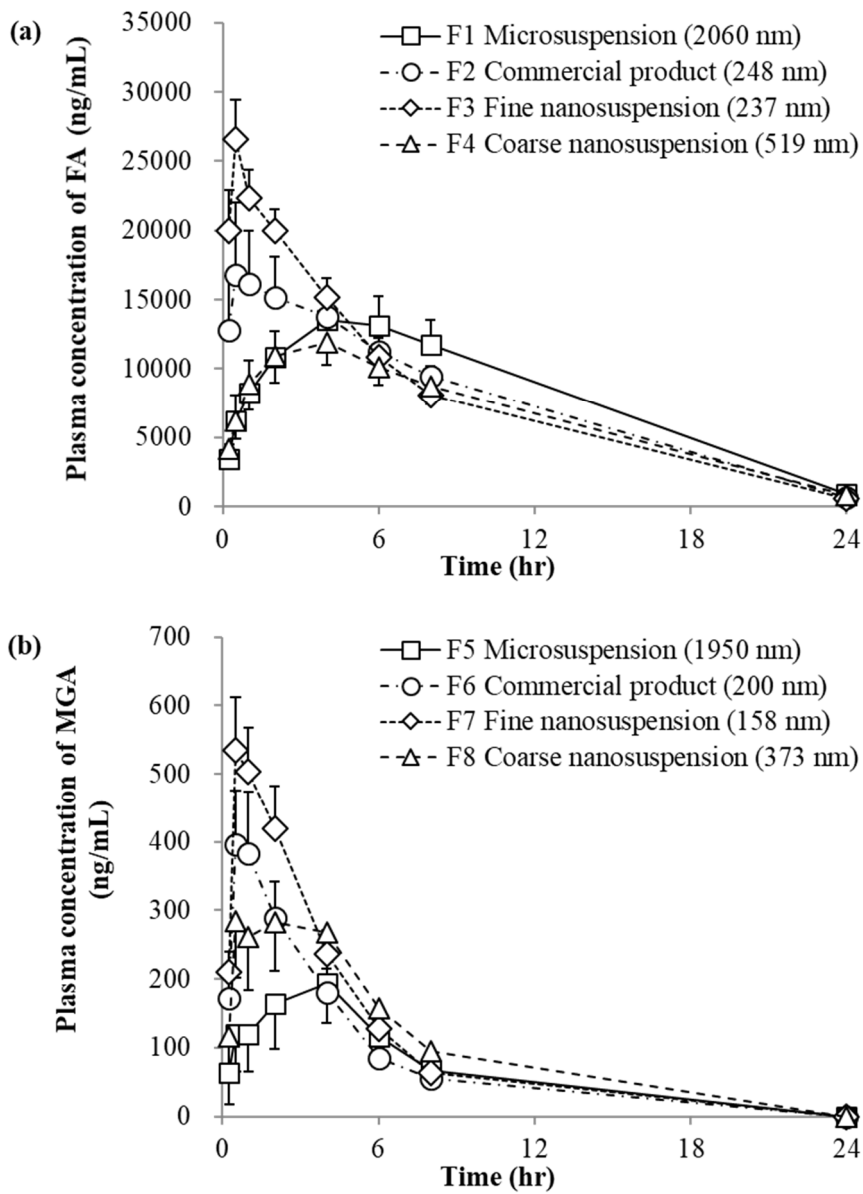 (a)
Plasma concentration of FA (ng/mL)
35000
30000
25000
20000
15000
10000
5000
0
F1 Microsuspension (2060 nm)
F2 Commercial product (248 nm)
F3 Fine nanosuspension (237 nm)
F4 Coarse nanosuspension (519 nm)
0 6 12 18 24
Time (hr)
(b)
Plasma concentration of MGA
(ng/mL)
700
600
500
400
300
200
100
0
F5 Microsuspension (1950 nm)
F6 Commercial product (200 nm)
F7 Fine nanosuspension (158 nm)
F8 Coarse nanosuspension (373 nm)
0 6 12 18 24
Time (hr)